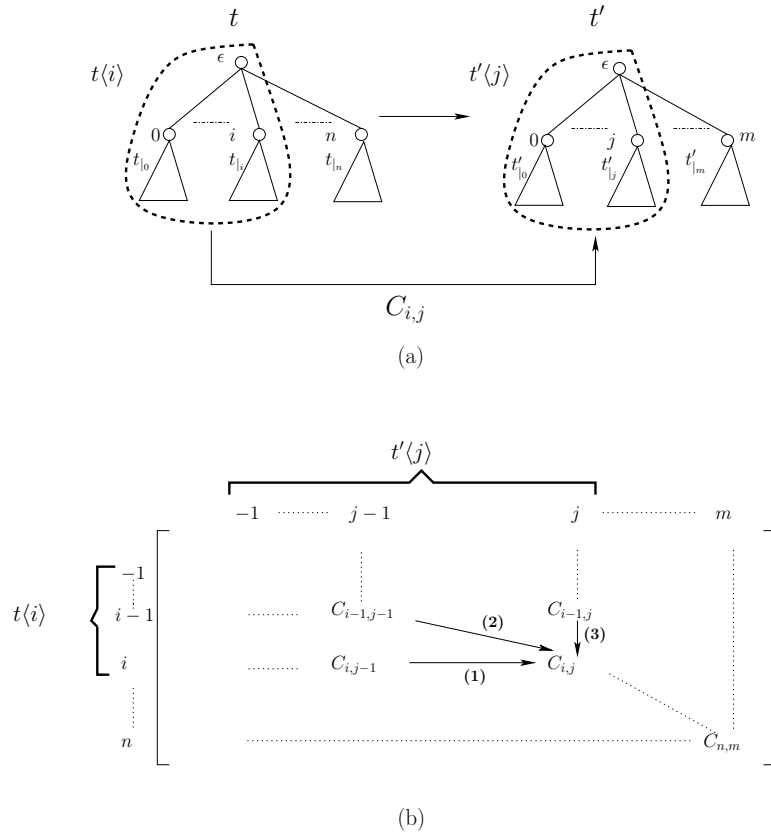 t t′
t⟨i⟩ ϵ t′⟨j⟩ ϵ
0 i n 0 j m
t|₀ t|ᵢ t|ₙ t′|₀ t′|ⱼ t′|ₘ
C_{i,j}
(a)
t′⟨j⟩
−1 j − 1 j m
−1
t⟨i⟩ i − 1 C_{i−1,j−1} (2) C_{i−1,j} (3)
i C_{i,j−1} (1) C_{i,j}
n C_{n,m}
(b)